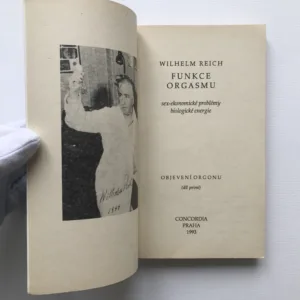 WILHELM REICH
FUNKCE
ORGASMU
sex-ekonomické problémy
biologické energie
OBJEVENÍ ORGONU
(díl první)
CONCORDIA
PRAHA
1993